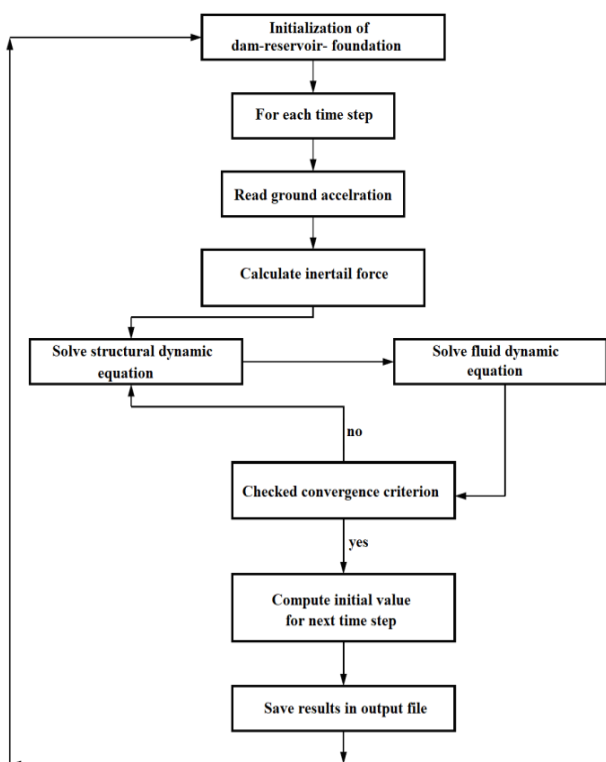 Initialization of
dam-reservoir- foundation
For each time step
Read ground accelration
Calculate inertail force
Solve structural dynamic
equation
Solve fluid dynamic
equation
no
Checked convergence criterion
yes
Compute initial value
for next time step
Save results in output file